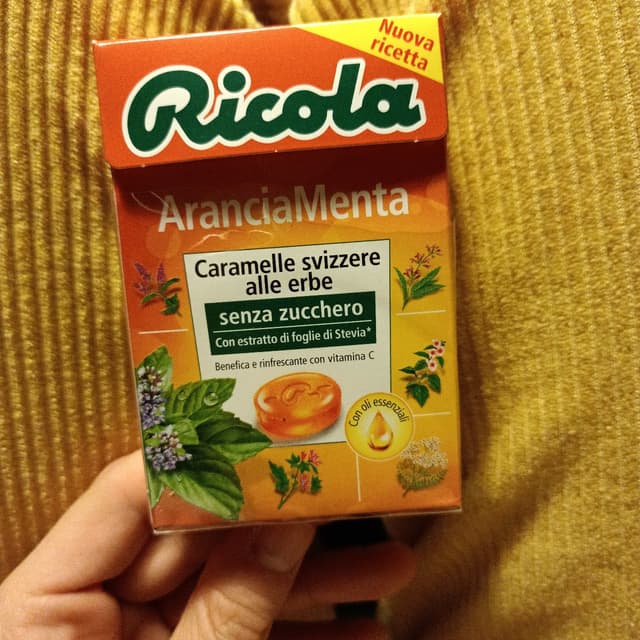 Nuova
ricetta
Ricola
AranciaMenta
Caramelle svizzere
alle erbe
senza zucchero
Con estratto di foglie di Stevia*
Benefica e rinfrescante con vitamina C
Con oli essenziali